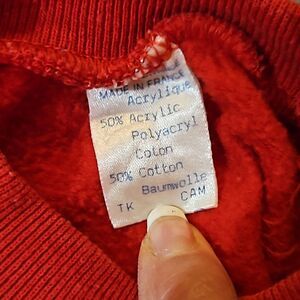 MADE IN FRANCE
Acrylique
50% Acrylic
Polyacryl
Coton
50% Cotton
Baumwolle
TK CAM